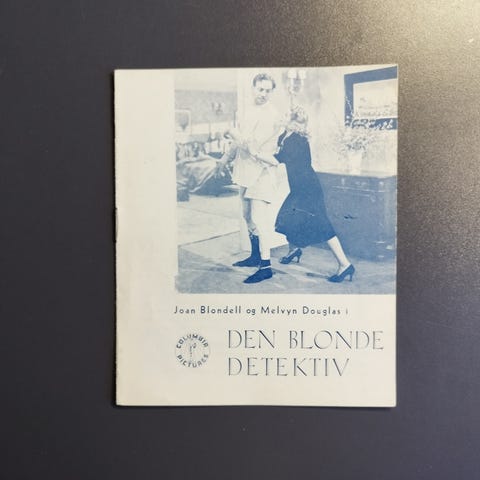 Joan Blondell og Melvyn Douglas i
COLUMBIA
PICTURES
DEN BLONDE
DETEKTIV